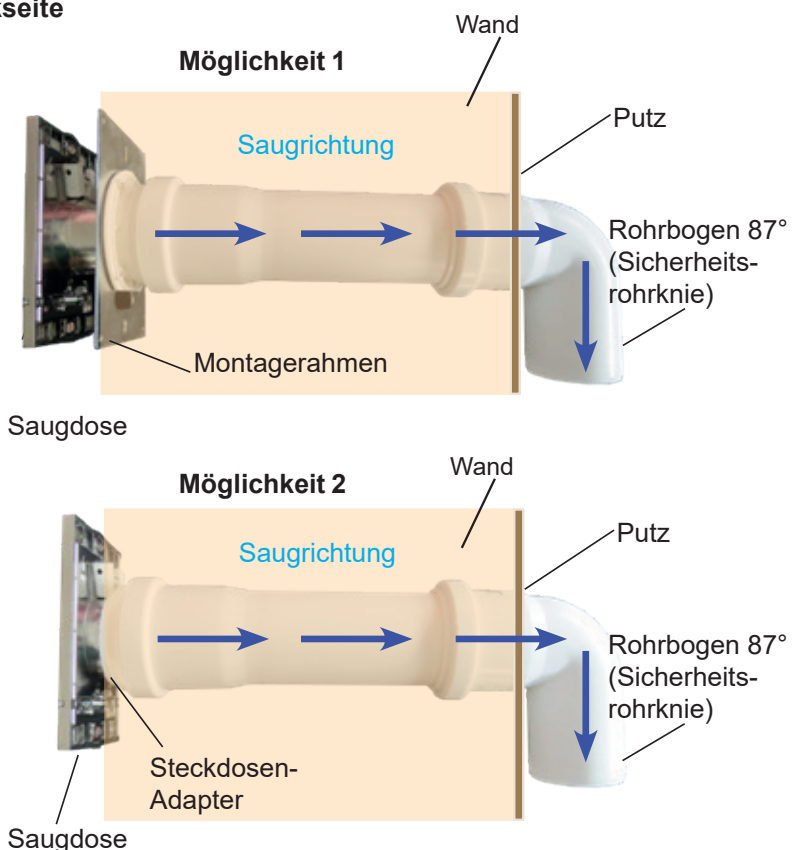 kseite
Wand
Möglichkeit 1
Putz
Saugrichtung
Rohrbogen 87°
(Sicherheits-
rohrknie)
Montagerahmen
Saugdose
Wand
Möglichkeit 2
Putz
Saugrichtung
Rohrbogen 87°
(Sicherheits-
rohrknie)
Steckdosen-
Adapter
Saugdose